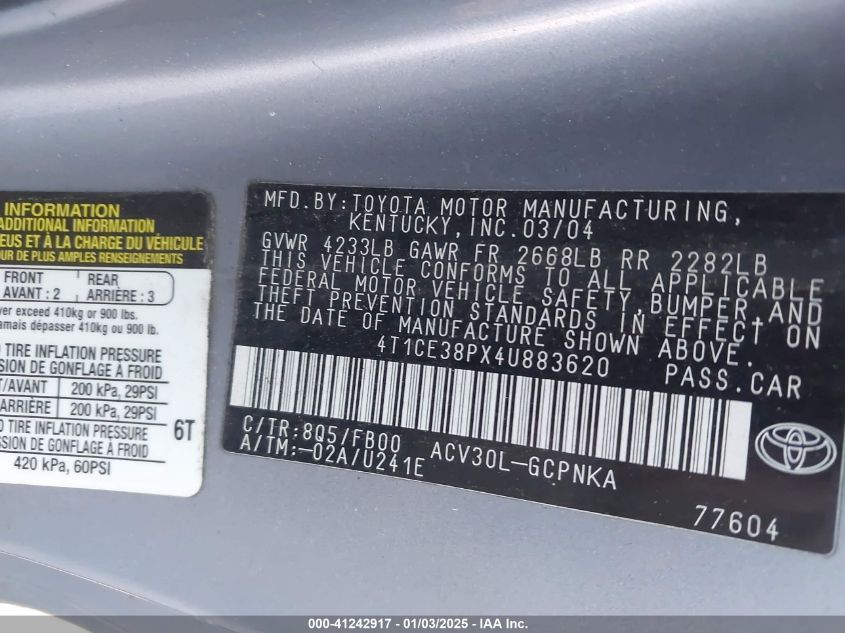 INFORMATION
ADDITIONAL INFORMATION
EUS ET À LA CHARGE DU VÉHICULE
OUR DE PLUS AMPLES RENSEIGNEMENTS
FRONT
AVANT : 2
REAR
ARRIÈRE : 3
ver exceed 410kg or 900 lbs.
amais dépasser 410kg ou 900 lb.
TIRE INFLATION PRESSURE
SSION DE GONFLAGE À FROID
T/AVANT 200 kPa, 29PSI
ARRIÈRE 200 kPa, 29PSI
TIRE INFLATION PRESSURE
SSION DE GONFLAGE À FROID
420 kPa, 60PSI
6T
MFD.BY:TOYOTA MOTOR MANUFACTURING,
KENTUCKY, INC. 03/04
GVWR 4233LB GAWR FR 2668LB RR 2282LB
THIS VEHICLE CONFORMS TO ALL APPLICABLE
FEDERAL MOTOR VEHICLE SAFETY, BUMPER, AND
THEFT PREVENTION STANDARDS IN EFFECT ON
THE DATE OF MANUFACTURE SHOWN ABOVE.
4T1CE38PX4U883620 PASS.CAR
C/TR:8Q5/FB00 ACV30L-GCPNKA
A/TM:-02A/U241E
77604
000-41242917 - 01/03/2025 - IAA Inc.